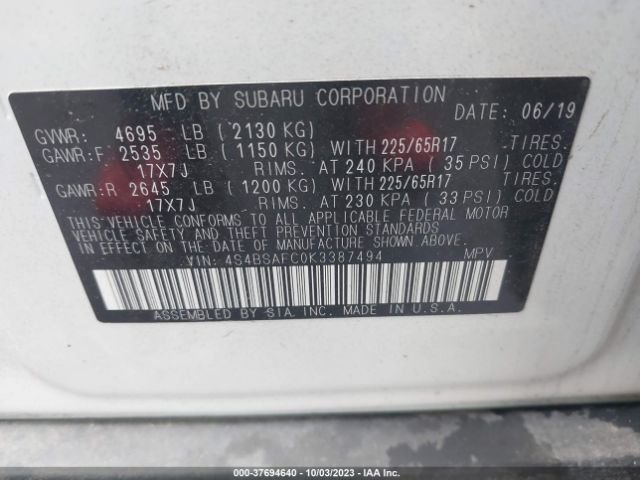 MFD BY SUBARU CORPORATION
DATE: 06/19
GVWR: 4695 LB (2130 KG)
GAWR:F 2535 LB (1150 KG) WITH 225/65R17 TIRES.
17X7J RIMS. AT 240 KPA (35 PSI) COLD
GAWR:R 2645 LB (1200 KG) WITH 225/65R17 TIRES.
17X7J RIMS. AT 230 KPA (33 PSI) COLD
THIS VEHICLE CONFORMS TO ALL APPLICABLE FEDERAL MOTOR
VEHICLE SAFETY AND THEFT PREVENTION STANDARDS
IN EFFECT ON THE DATE OF MANUFACTURE SHOWN ABOVE.
VIN: 4S4BSAFC0K3387494 MPV
ASSEMBLED BY SIA, INC. MADE IN U.S.A.
000-37694640 | 10/03/2023 | IAA Inc.